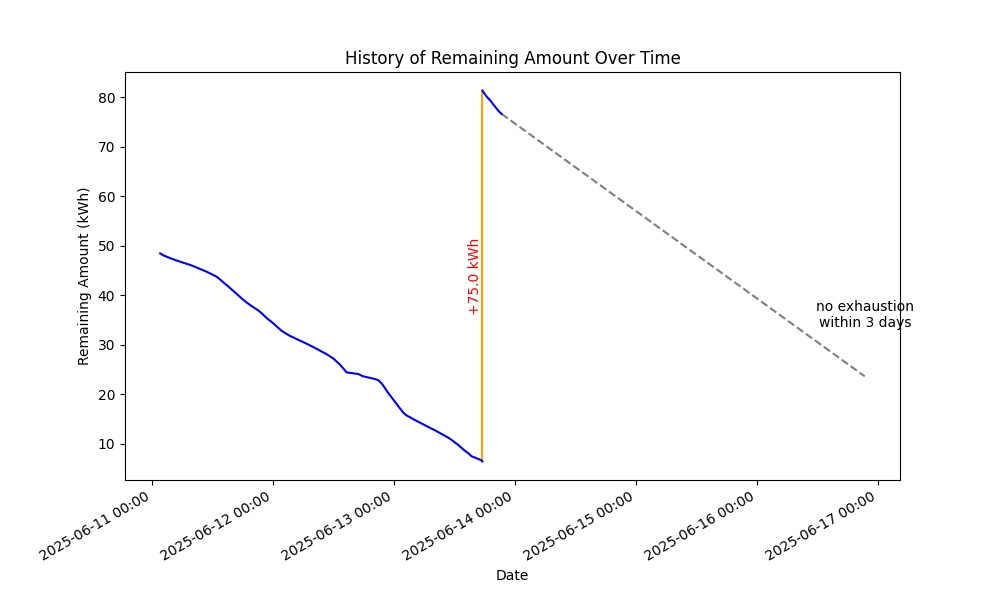 History of Remaining Amount Over Time
Remaining Amount (kWh)
80
70
60
50
40
30
20
10
+75.0 kWh
no exhaustion
within 3 days
2025-06-11 00:00
2025-06-12 00:00
2025-06-13 00:00
2025-06-14 00:00
2025-06-15 00:00
2025-06-16 00:00
2025-06-17 00:00
Date